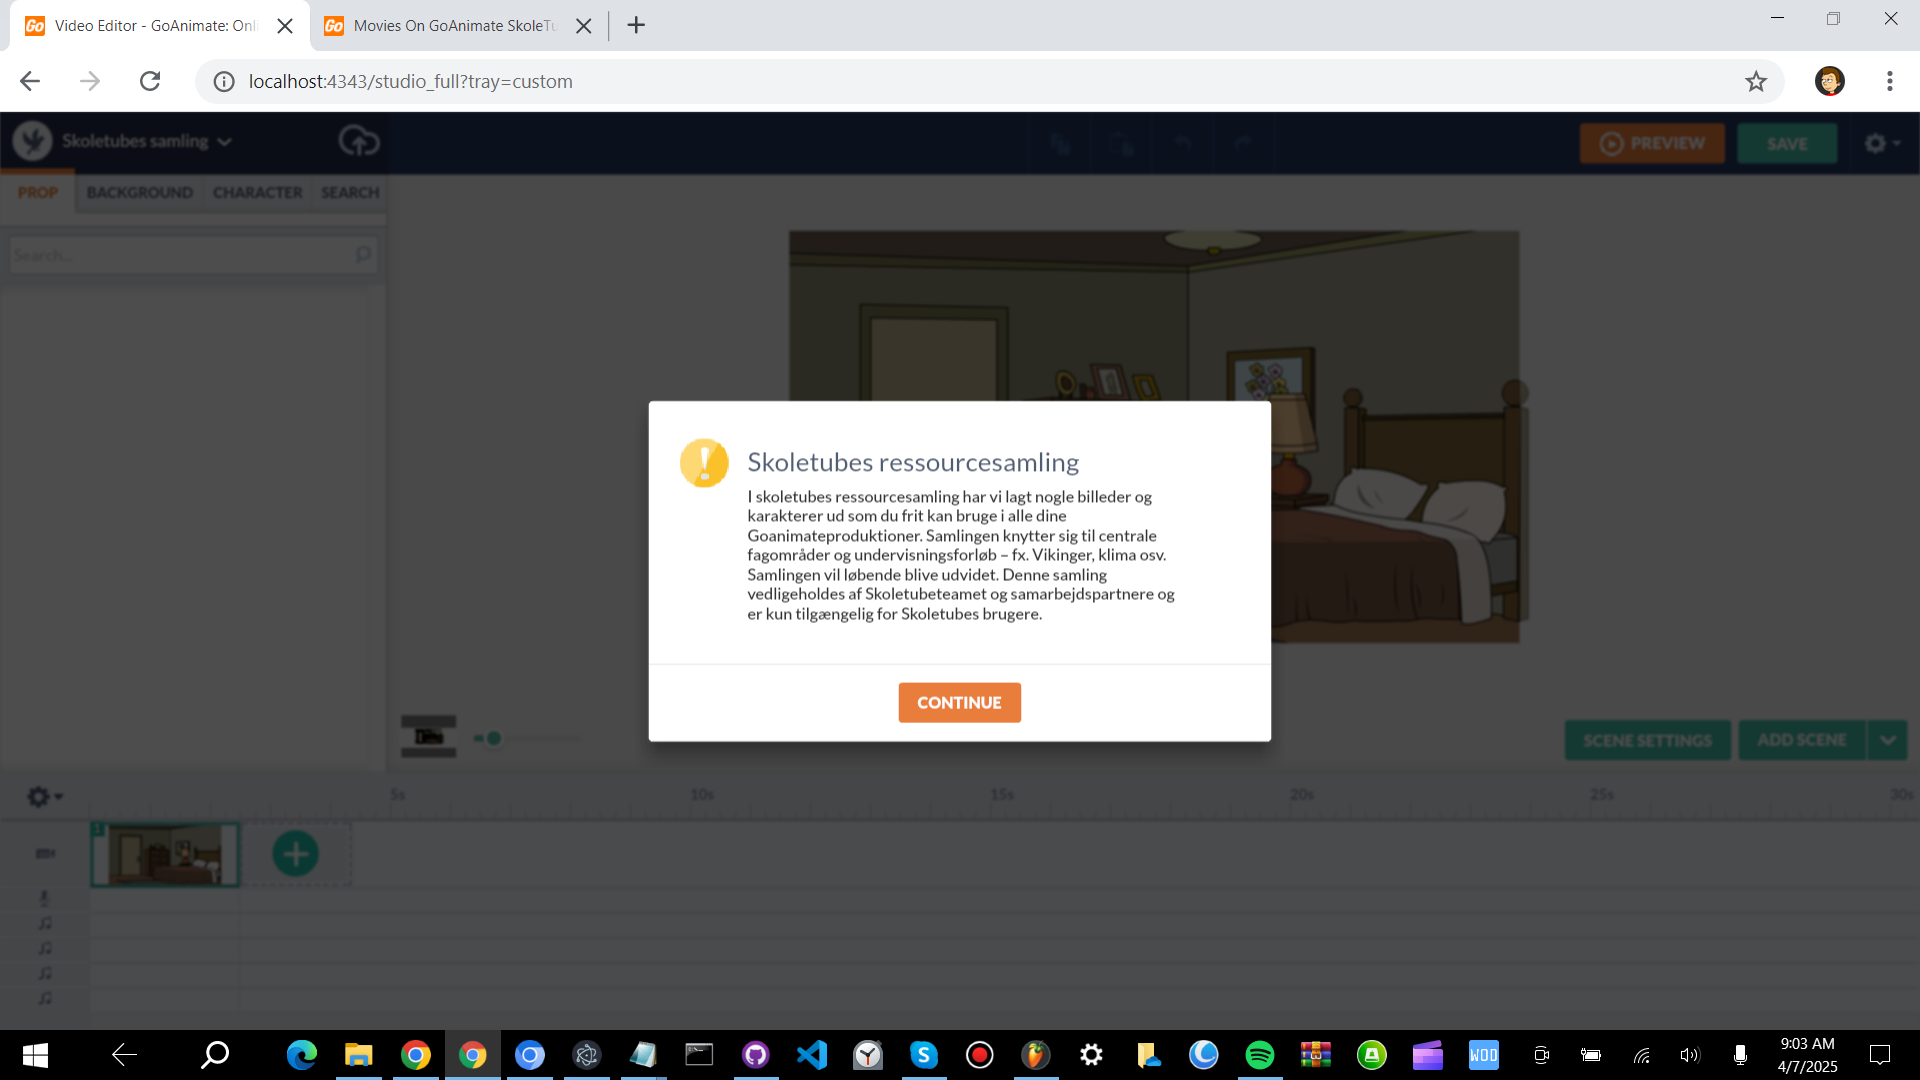 Video Editor - GoAnimate: Onli
Movies On GoAnimate SkoleTu
localhost:4343/studio_full?tray=custom
Skoletubes samling
PREVIEW
SAVE
PROP
BACKGROUND
CHARACTER
SEARCH
Search...
Skoletubes ressourcesamling
I skoletubes ressourcesamling har vi lagt nogle billeder og
karakterer ud som du frit kan bruge i alle dine
Goanimateproduktioner. Samlingen knytter sig til centrale
fagområder og undervisningsforløb – fx. Vikinger, klima osv.
Samlingen vil løbende blive udvidet. Denne samling
vedligeholdes af Skoletubeteamet og samarbejdspartnere og
er kun tilgængelig for Skoletubes brugere.
CONTINUE
SCENE SETTINGS
ADD SCENE
5s
10s
15s
20s
25s
30s
1
WOD
9:03 AM
4/7/2025